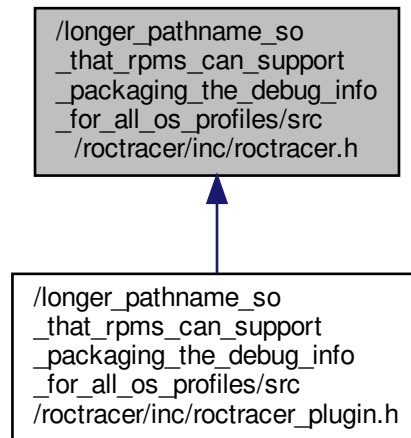 /longer_pathname_so
_that_rpms_can_support
_packaging_the_debug_info
_for_all_os_profiles/src
/roctracer/inc/roctracer.h
/longer_pathname_so
_that_rpms_can_support
_packaging_the_debug_info
_for_all_os_profiles/src
/roctracer/inc/roctracer_plugin.h